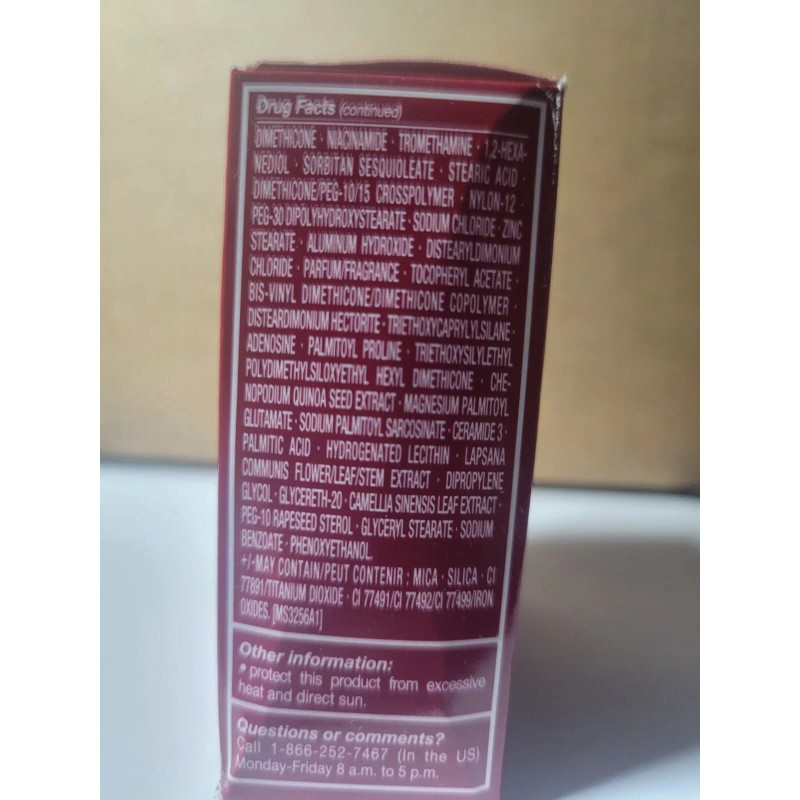 Drug Facts (continued)
DIMETHICONE · NIACINAMIDE · TROMETHAMINE · 1,2-HEXA-
NEDIOL · SORBITAN SESQUIOLEATE · STEARIC ACID ·
DIMETHICONE/PEG-10/15 CROSSPOLYMER · NYLON-12 ·
PEG-30 DIPOLYHYDROXYSTEARATE · SODIUM CHLORIDE · ZINC
STEARATE · ALUMINUM HYDROXIDE · DISTEARYLDIMONIUM
CHLORIDE · PARFUM/FRAGRANCE · TOCOPHERYL ACETATE ·
BIS-VINYL DIMETHICONE/DIMETHICONE COPOLYMER ·
DISTEARDIMONIUM HECTORITE · TRIETHOXYCAPRYLYLSILANE ·
ADENOSINE · PALMITOYL PROLINE · TRIETHOXYSILYLETHYL
POLYDIMETHYLSILOXYETHYL HEXYL DIMETHICONE · CHE-
NOPODIUM QUINOA SEED EXTRACT · MAGNESIUM PALMITOYL
GLUTAMATE · SODIUM PALMITOYL SARCOSINATE · CERAMIDE 3 ·
PALMITIC ACID · HYDROGENATED LECITHIN · LAPSANA
COMMUNIS FLOWER/LEAF/STEM EXTRACT · DIPROPYLENE
GLYCOL · GLYCERETH-20 · CAMELLIA SINENSIS LEAF EXTRACT ·
PEG-10 RAPESEED STEROL · GLYCERYL STEARATE · SODIUM
BENZOATE · PHENOXYETHANOL.
+/-MAY CONTAIN/PEUT CONTENIR ; MICA · SILICA · CI
77891/TITANIUM DIOXIDE · CI 77491/CI 77492/CI 77499/IRON
OXIDES. [MS3256A1]
Other information:
• protect this product from excessive
heat and direct sun.
Questions or comments?
Call 1-866-252-7467 (In the US)
Monday-Friday 8 a.m. to 5 p.m.